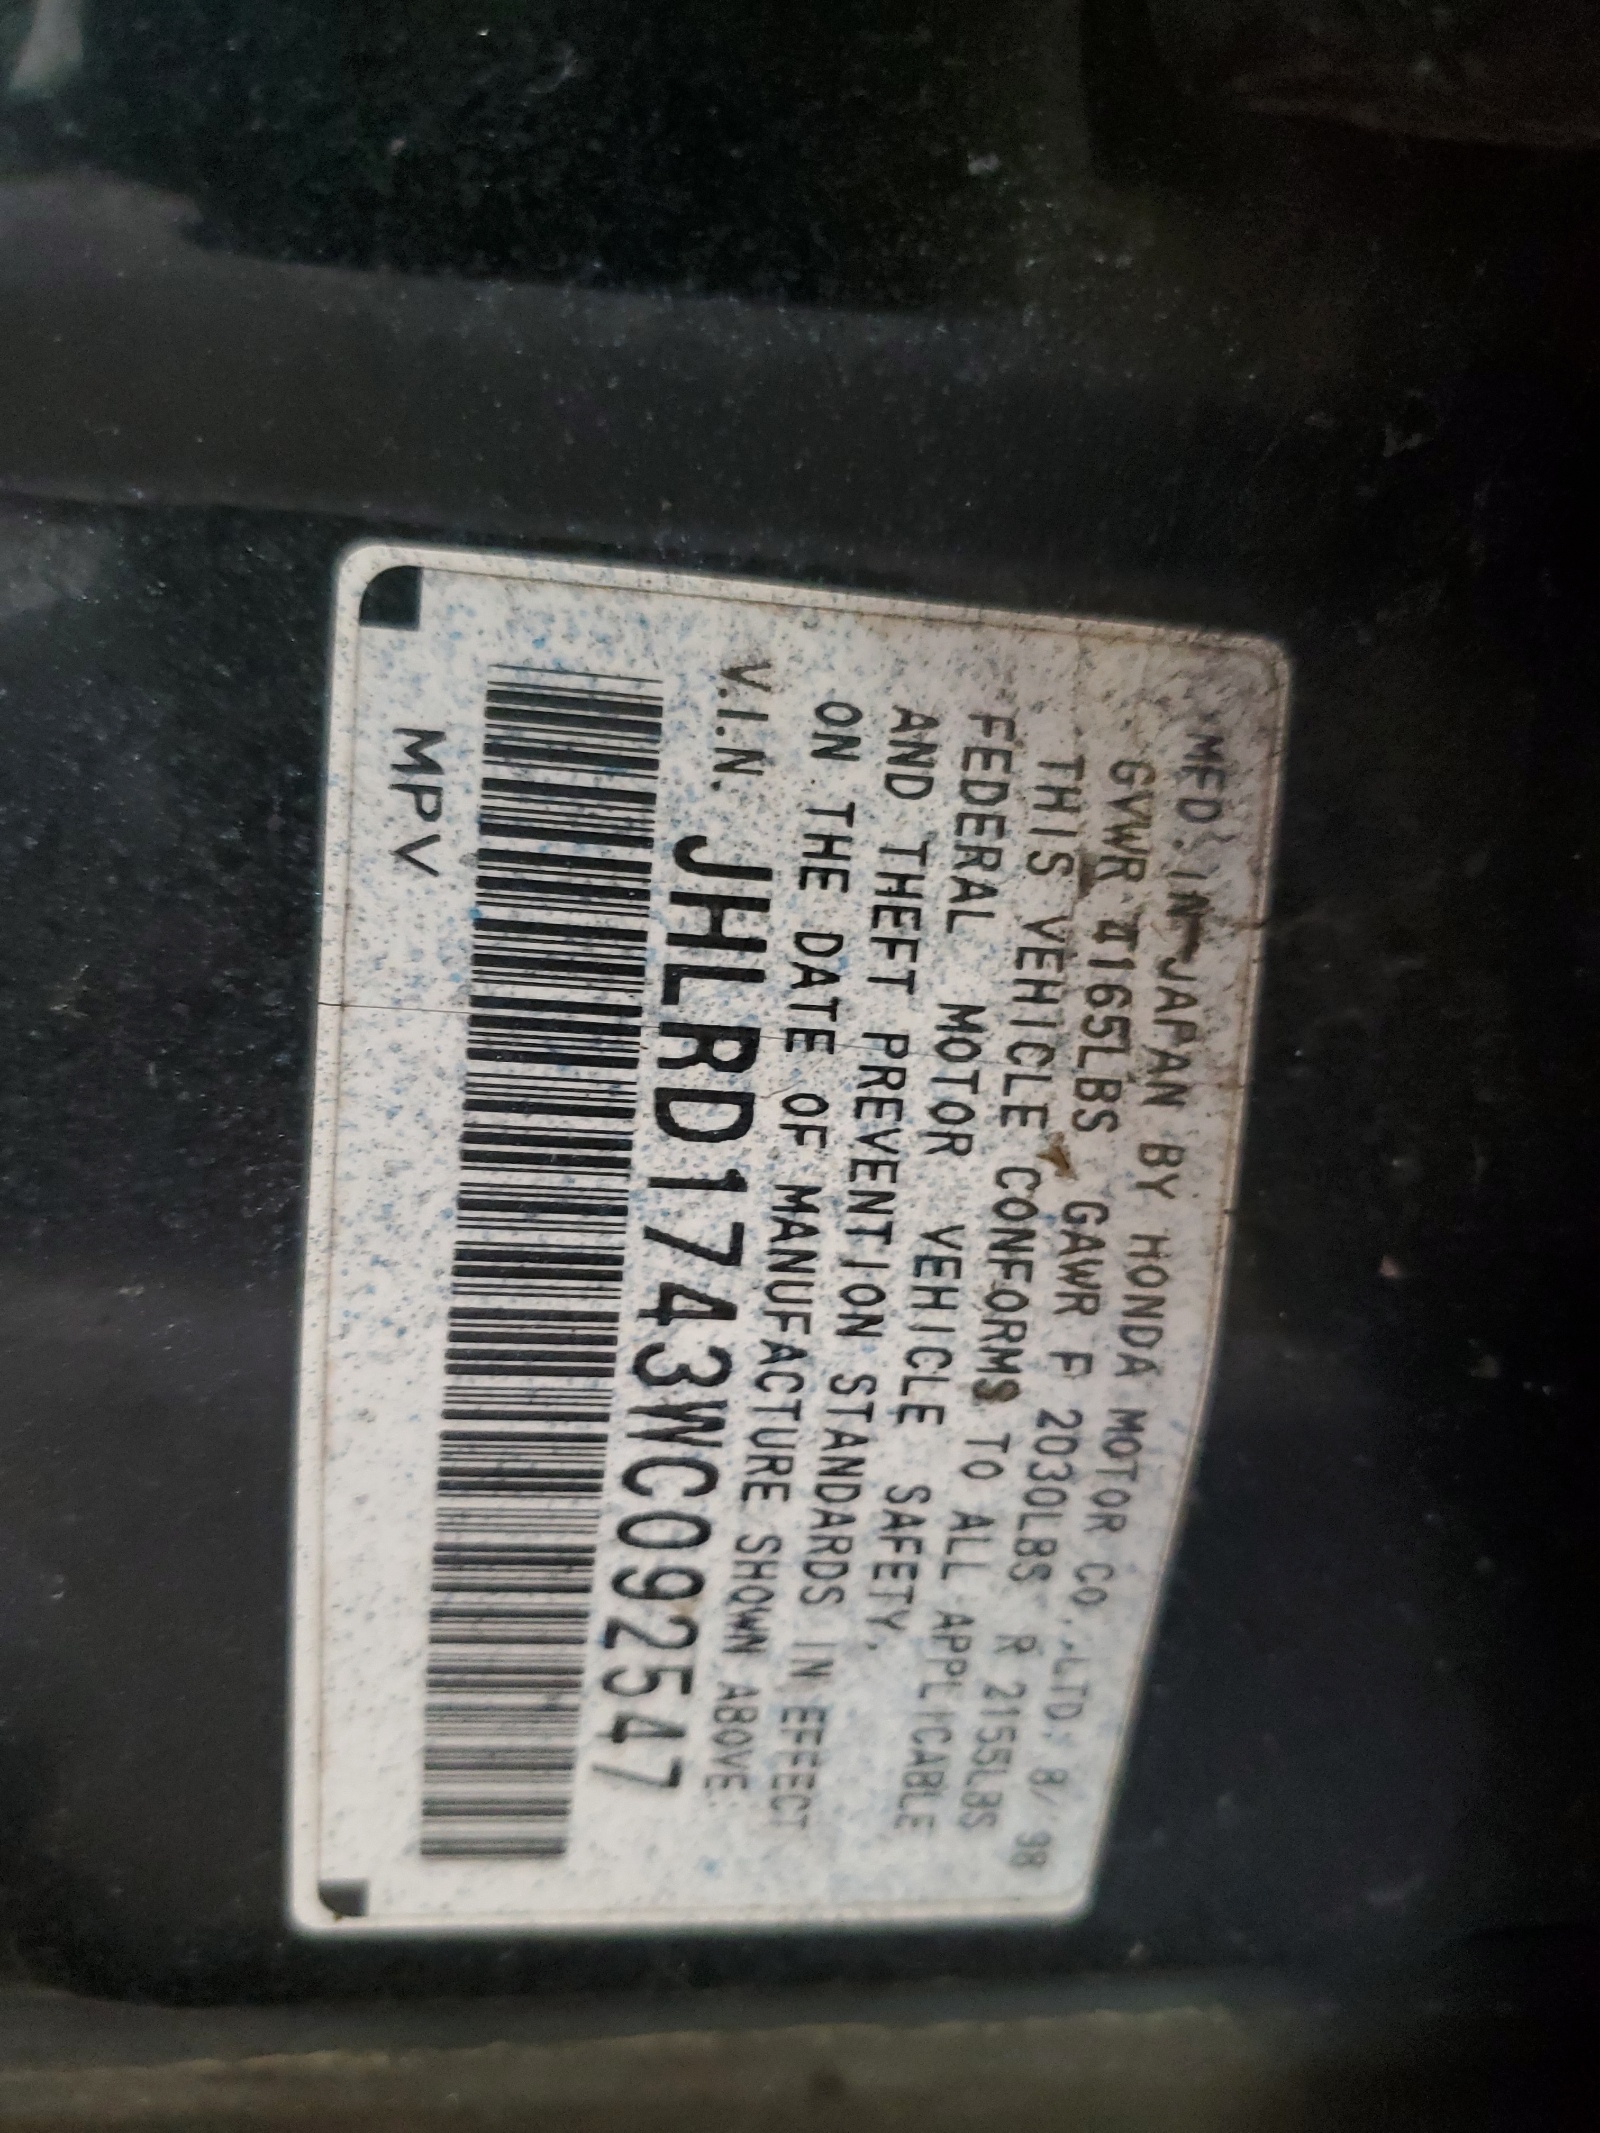 MFD. IN JAPAN BY HONDA MOTOR CO.,LTD. 8/ 98
GVWR 4165LBS GAWR F 2030LBS R 2155LBS
THIS VEHICLE CONFORMS TO ALL APPLICABLE
FEDERAL MOTOR VEHICLE SAFETY,
AND THEFT PREVENTION STANDARDS IN EFFECT
ON THE DATE OF MANUFACTURE SHOWN ABOVE.
V.I.N. JHLRD1743WC092547
MPV